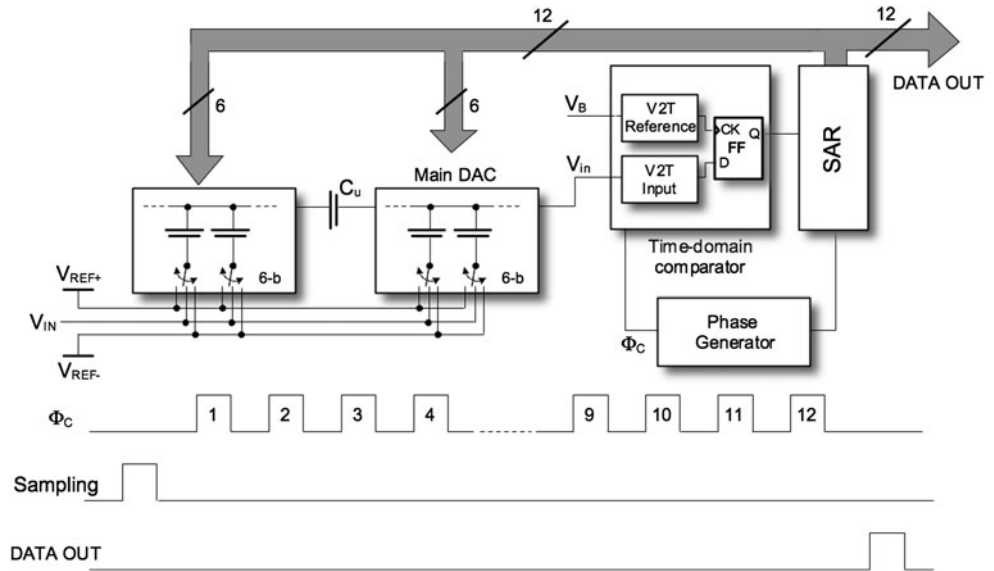 12
12
DATA OUT
6
6
V_B
V2T
Reference
CK Q
FF
D
V_in
V2T
Input
SAR
Main DAC
C_u
6-b
6-b
Time-domain
comparator
V_REF+
V_IN
V_REF-
Φ_C
Phase
Generator
Φ_C
1 2 3 4 9 10 11 12
Sampling
DATA OUT